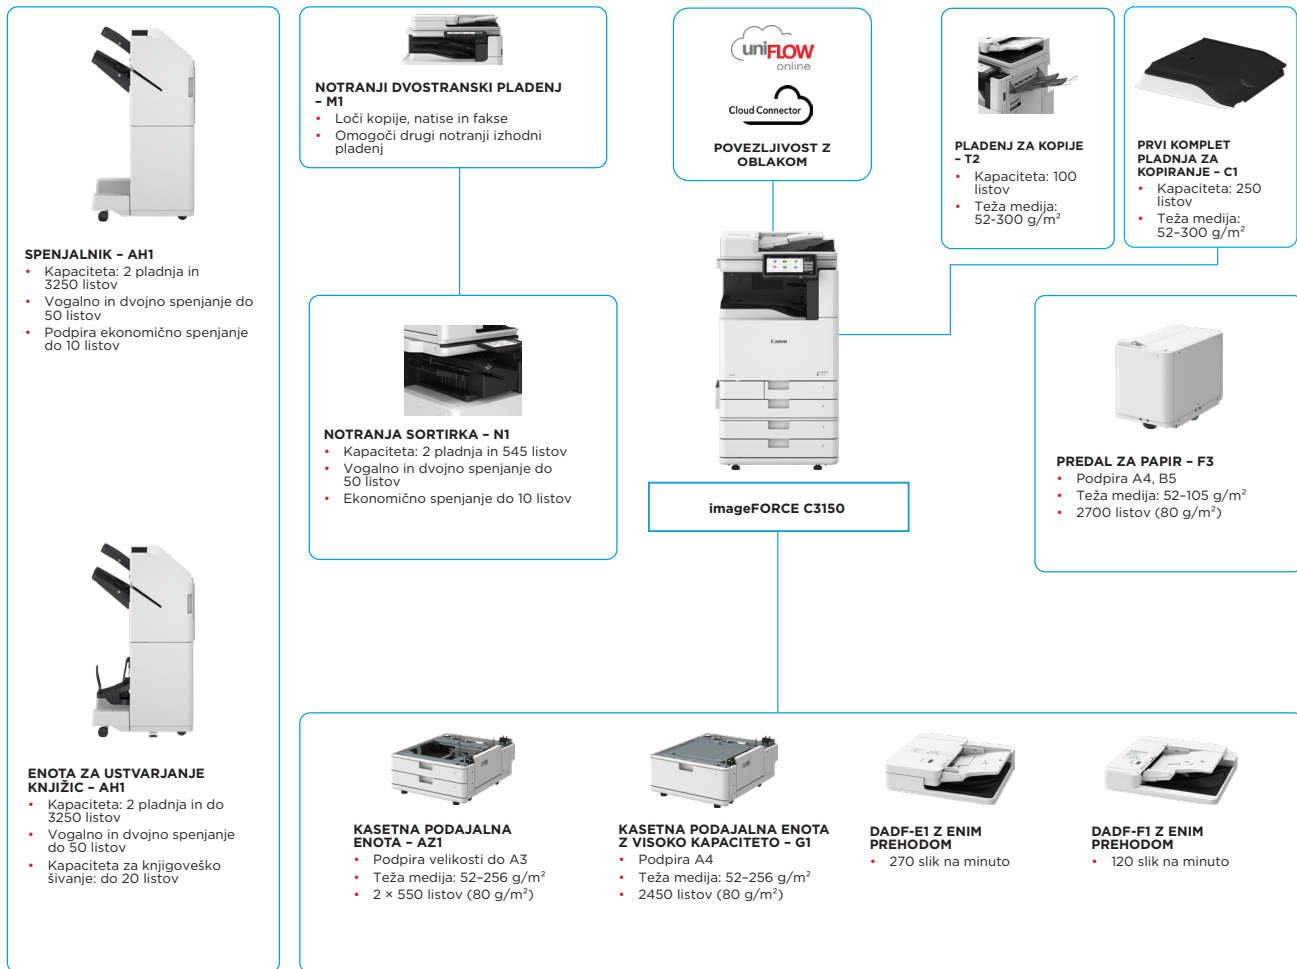 SPENJALNIK – AH1
• Kapaciteta: 2 pladnja in
3250 listov
• Vogalno in dvojno spenjanje do
50 listov
• Podpira ekonomično spenjanje
do 10 listov
ENOTA ZA USTVARJANJE
KNJIŽIC – AH1
• Kapaciteta: 2 pladnja in do
3250 listov
• Vogalno in dvojno spenjanje
do 50 listov
• Kapaciteta za knjigoveško
šivanje: do 20 listov
NOTRANJI DVOSTRANSKI PLADENJ
– M1
• Loči kopije, natise in fakse
• Omogoči drugi notranji izhodni
pladenj
NOTRANJA SORTIRKA – N1
• Kapaciteta: 2 pladnja in 545 listov
• Vogalno in dvojno spenjanje do
50 listov
• Ekonomično spenjanje do 10 listov
uniFLOW
online
Cloud Connector
POVEZLJIVOST Z
OBLAKOM
Canon
imageFORCE C3150
PLADENJ ZA KOPIJE
– T2
• Kapaciteta: 100
listov
• Teža medija:
52-300 g/m²
PRVI KOMPLET
PLADNJA ZA
KOPIRANJE – C1
• Kapaciteta: 250
listov
• Teža medija:
52–300 g/m²
PREDAL ZA PAPIR – F3
• Podpira A4, B5
• Teža medija: 52–105 g/m²
• 2700 listov (80 g/m²)
KASETNA PODAJALNA
ENOTA – AZ1
• Podpira velikosti do A3
• Teža medija: 52–256 g/m²
• 2 × 550 listov (80 g/m²)
KASETNA PODAJALNA ENOTA
Z VISOKO KAPACITETO – G1
• Podpira A4
• Teža medija: 52–256 g/m²
• 2450 listov (80 g/m²)
DADF-E1 Z ENIM
PREHODOM
• 270 slik na minuto
DADF-F1 Z ENIM
PREHODOM
• 120 slik na minuto